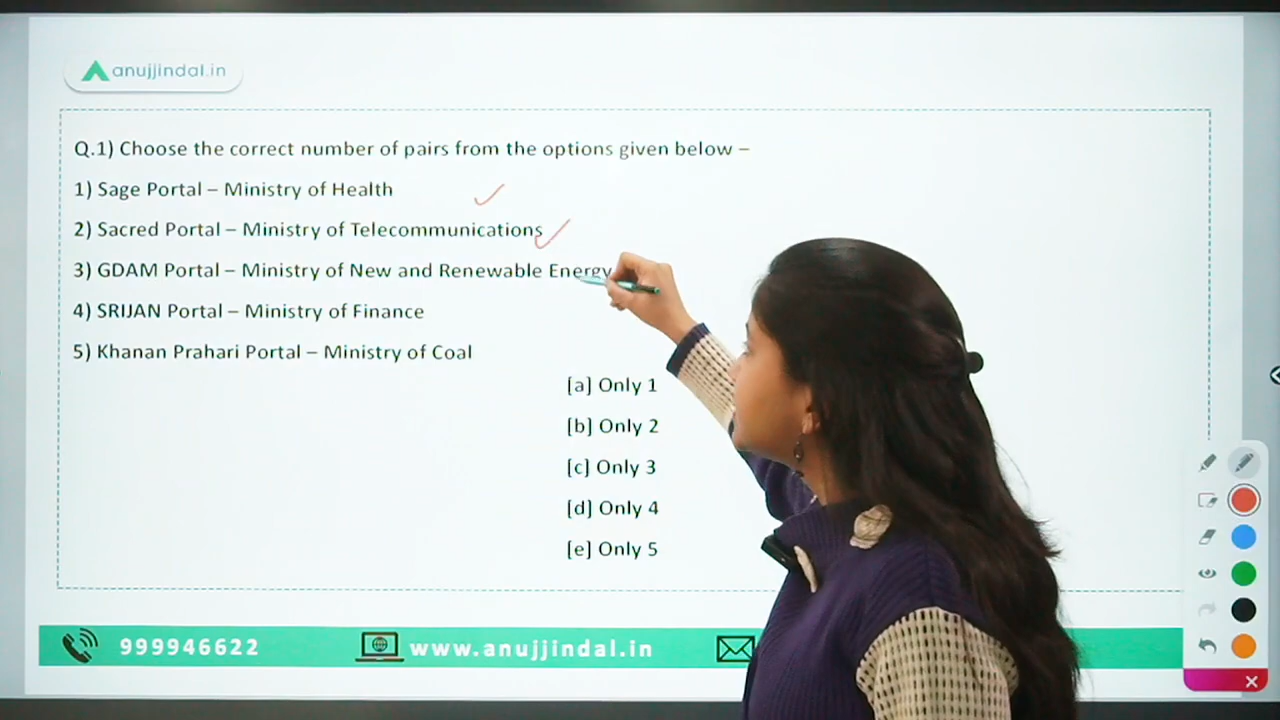 anujjindal.in
Q.1) Choose the correct number of pairs from the options given below –
1) Sage Portal – Ministry of Health
2) Sacred Portal – Ministry of Telecommunications
3) GDAM Portal – Ministry of New and Renewable Energy
4) SRIJAN Portal – Ministry of Finance
5) Khanan Prahari Portal – Ministry of Coal
[a] Only 1
[b] Only 2
[c] Only 3
[d] Only 4
[e] Only 5
999946622 www.anujjindal.in